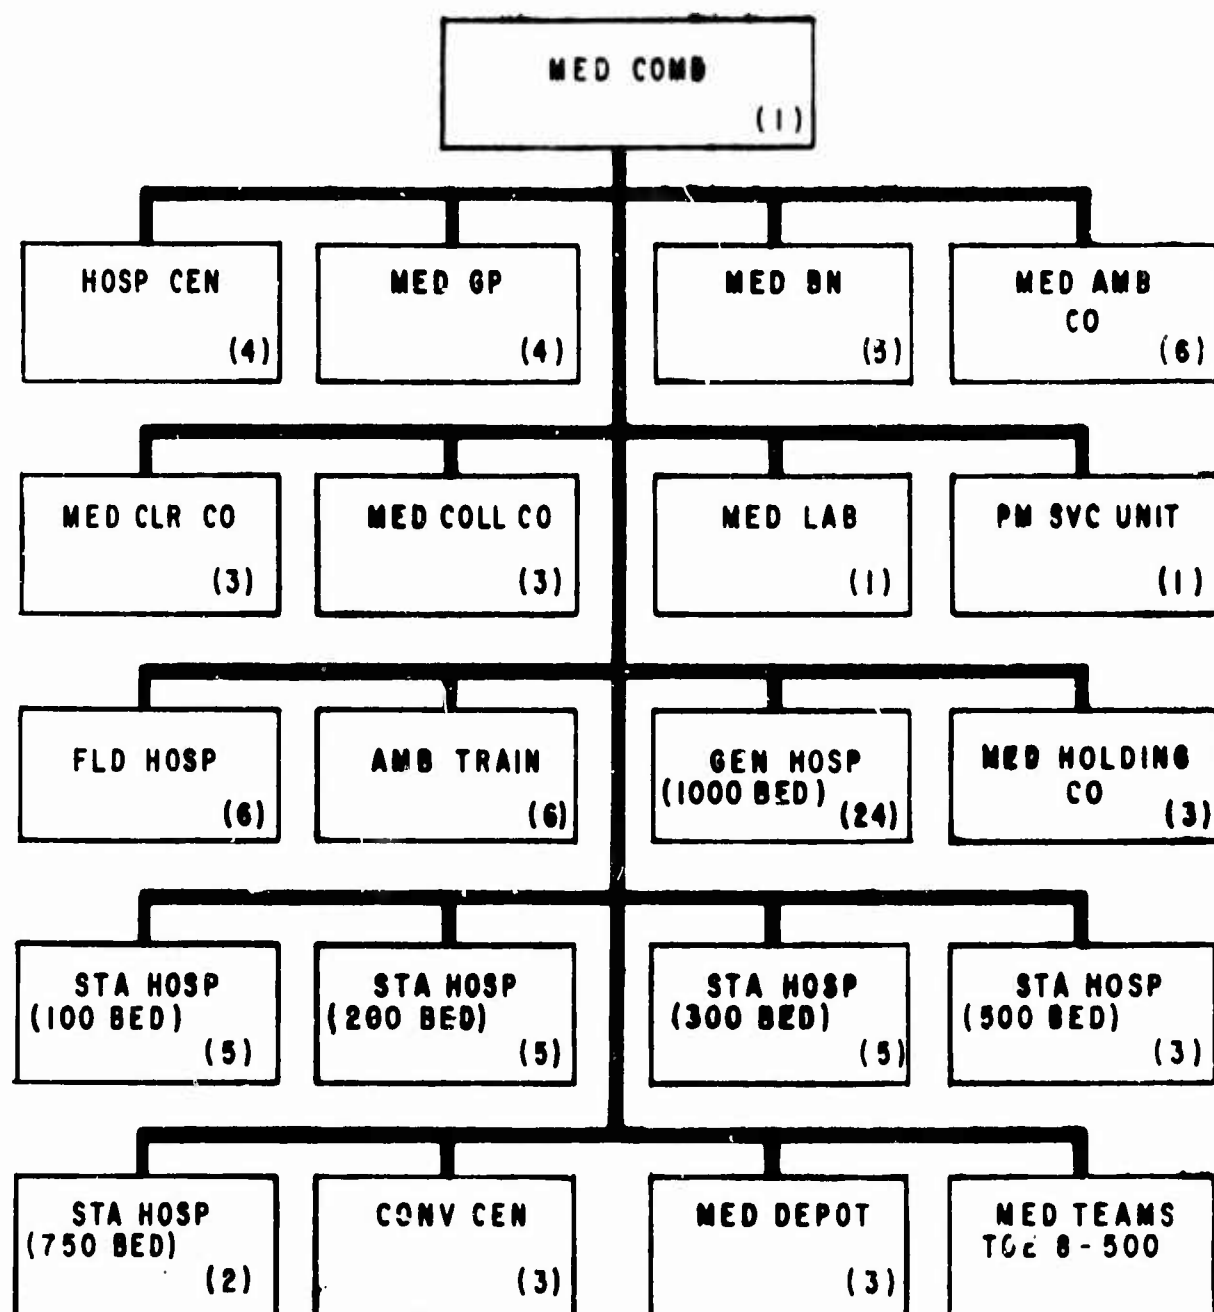 MED COMD
(1)
HOSP CEN
(4)
MED GP
(4)
MED BN
MED AMB
CO
(6)
MED CLR CO
(3)
MED COLL CO
(3)
MED LAB
(1)
PM SVC UNIT
(1)
FLD HOSP
(6)
AMB TRAIN
(6)
GEN HOSP
(1000 BED)
(24)
MED HOLDING
CO
(3)
STA HOSP
(100 BED)
(5)
STA HOSP
(200 BED)
(5)
STA HOSP
(300 BED)
(5)
STA HOSP
(500 BED)
(3)
STA HOSP
(750 BED)
(2)
CONV CEN
(3)
MED DEPOT
(3)
MED TEAMS
TOE 8-500